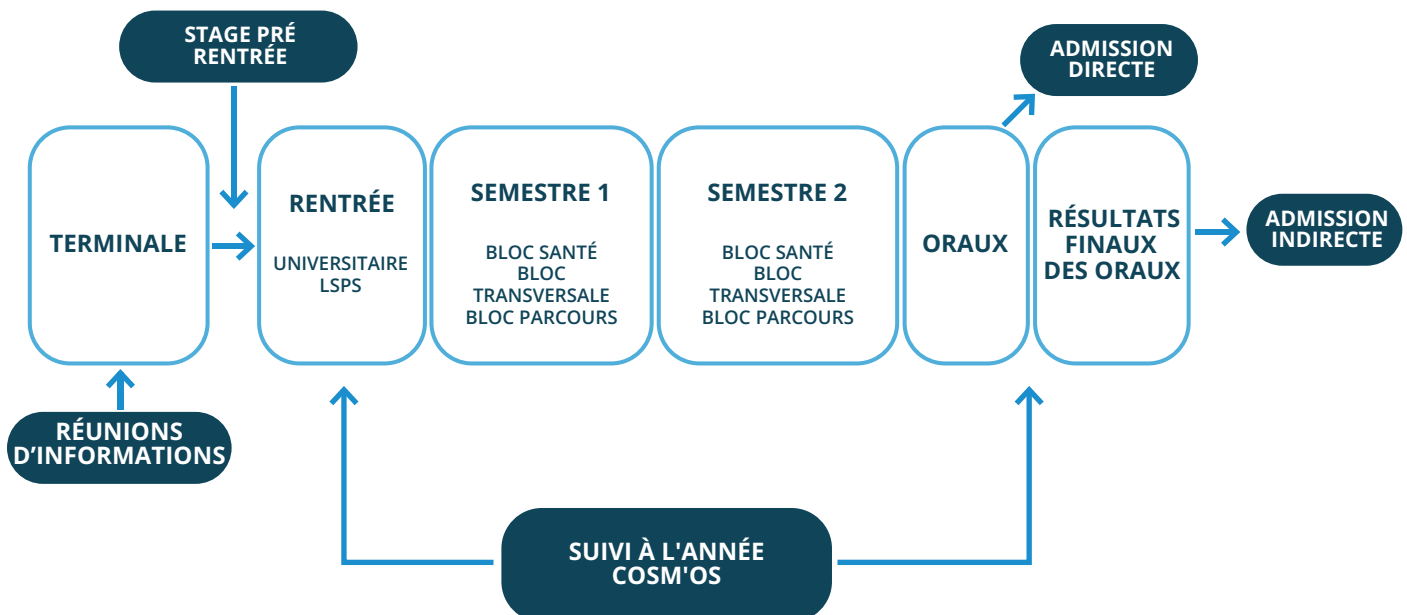 STAGE PRÉ
RENTRÉE
ADMISSION
DIRECTE
TERMINALE
RENTRÉE
UNIVERSITAIRE
LSPS
SEMESTRE 1
BLOC SANTÉ
BLOC
TRANSVERSALE
BLOC PARCOURS
SEMESTRE 2
BLOC SANTÉ
BLOC
TRANSVERSALE
BLOC PARCOURS
ORAUX
RÉSULTATS
FINAUX
DES ORAUX
ADMISSION
INDIRECTE
RÉUNIONS
D’INFORMATIONS
SUIVI À L'ANNÉE
COSM'OS